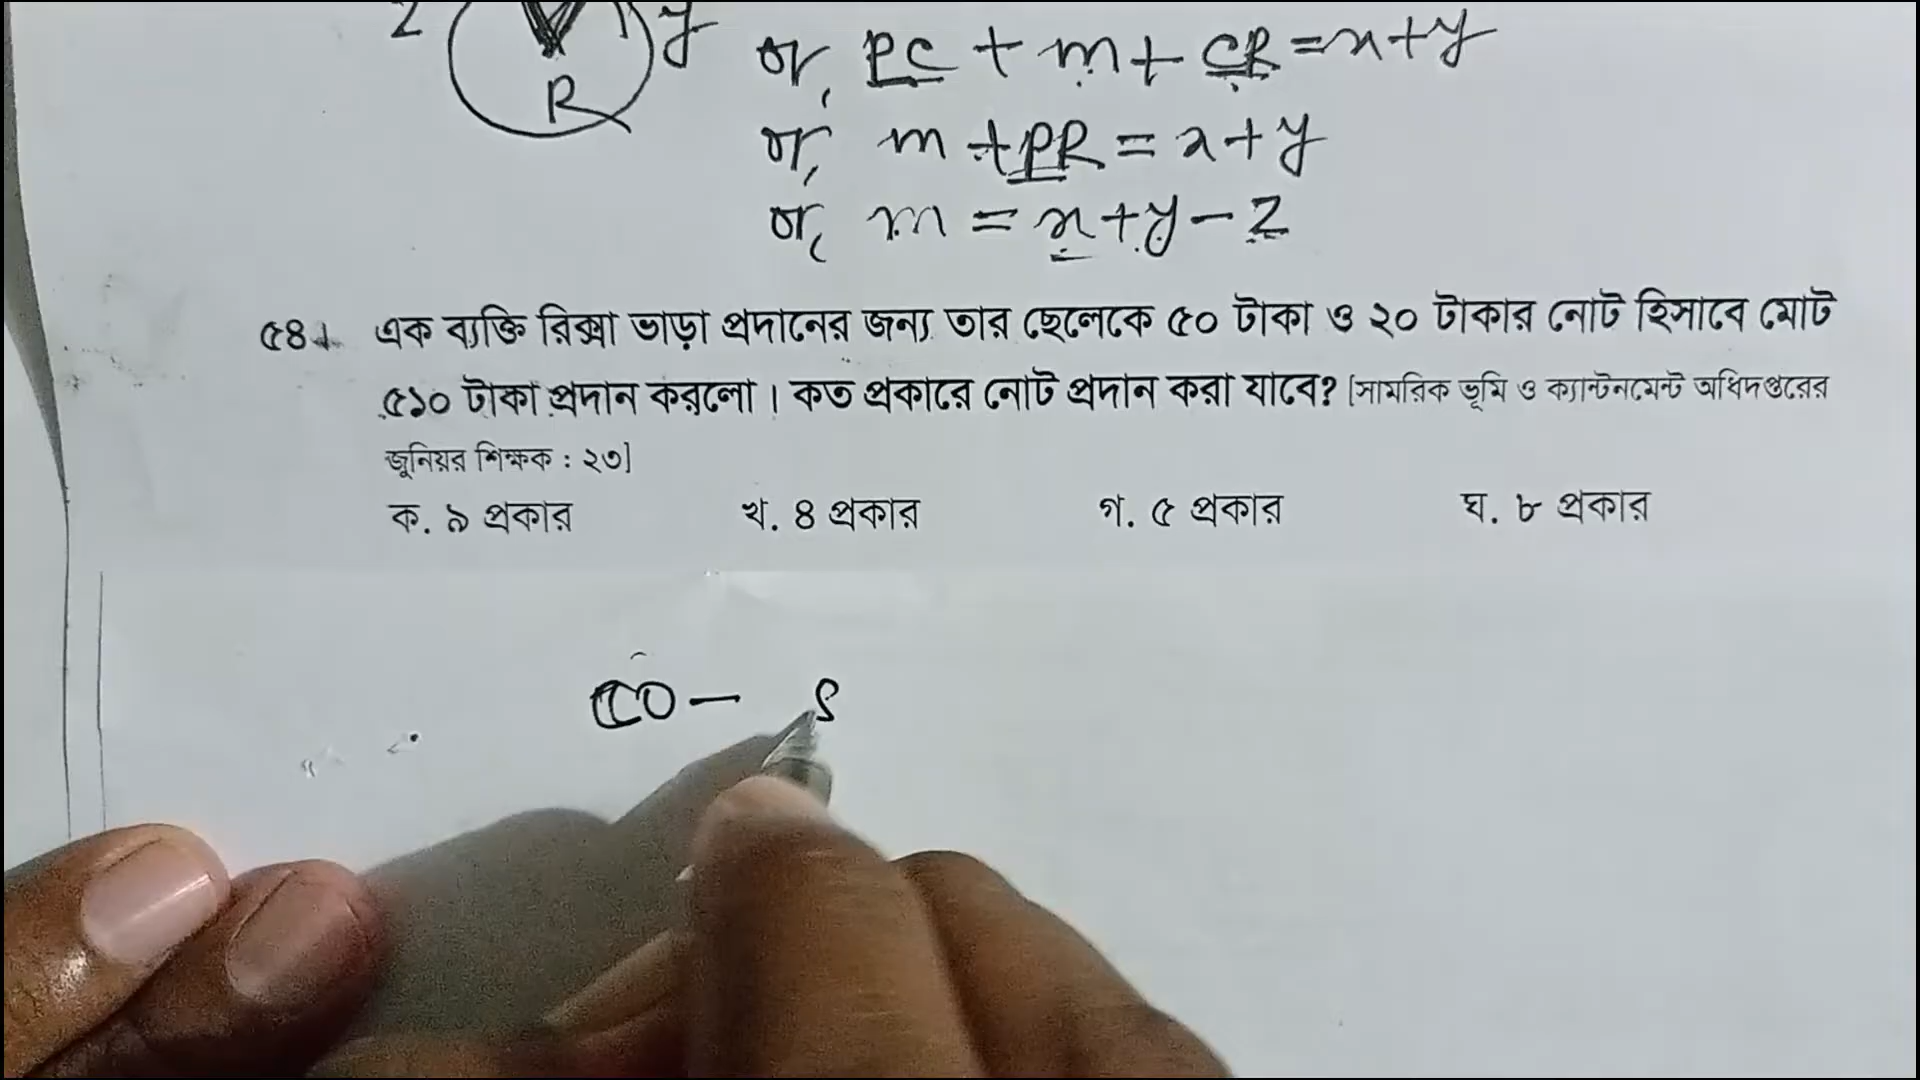 or, PC + m + CR = x + y
R
or, m + PR = x + y
or, m = x + y - z
৫৪। এক ব্যক্তি রিক্সা ভাড়া প্রদানের জন্য তার ছেলেকে ৫০ টাকা ও ২০ টাকার নোট হিসাবে মোট
৫১০ টাকা প্রদান করলো। কত প্রকারে নোট প্রদান করা যাবে? [সামরিক ভূমি ও ক্যান্টনমেন্ট অধিদপ্তরের
জুনিয়র শিক্ষক : ২৩]
ক. ৯ প্রকার খ. ৪ প্রকার গ. ৫ প্রকার ঘ. ৮ প্রকার
৫০ -